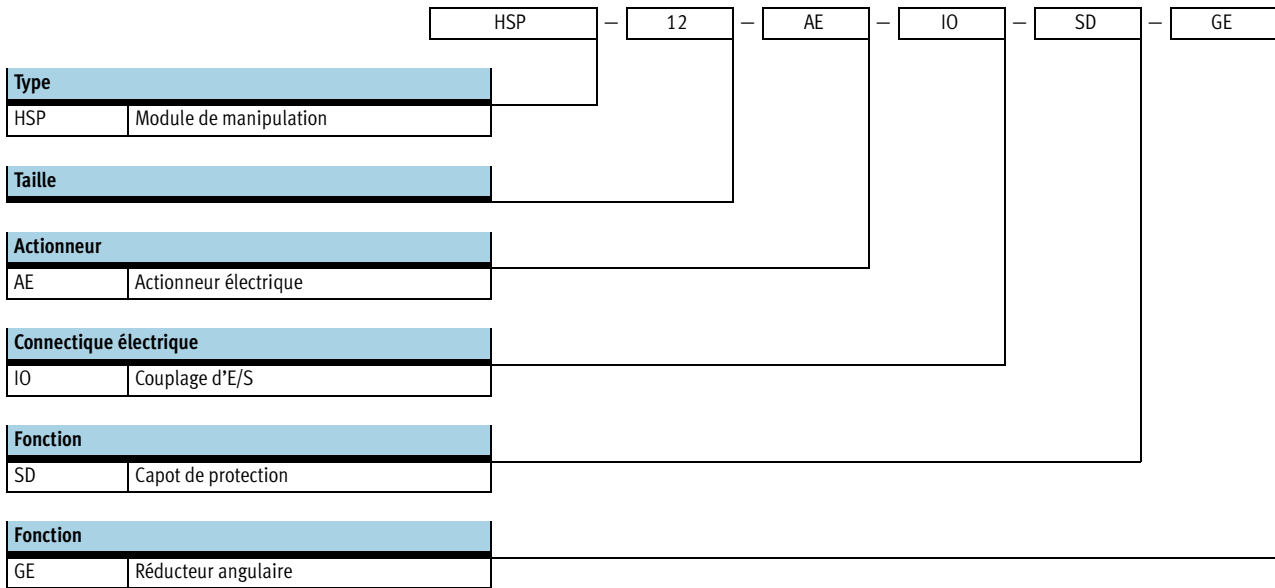 HSP – 12 – AE – IO – SD – GE
Type
HSP Module de manipulation
Taille
Actionneur
AE Actionneur électrique
Connectique électrique
IO Couplage d'E/S
Fonction
SD Capot de protection
Fonction
GE Réducteur angulaire